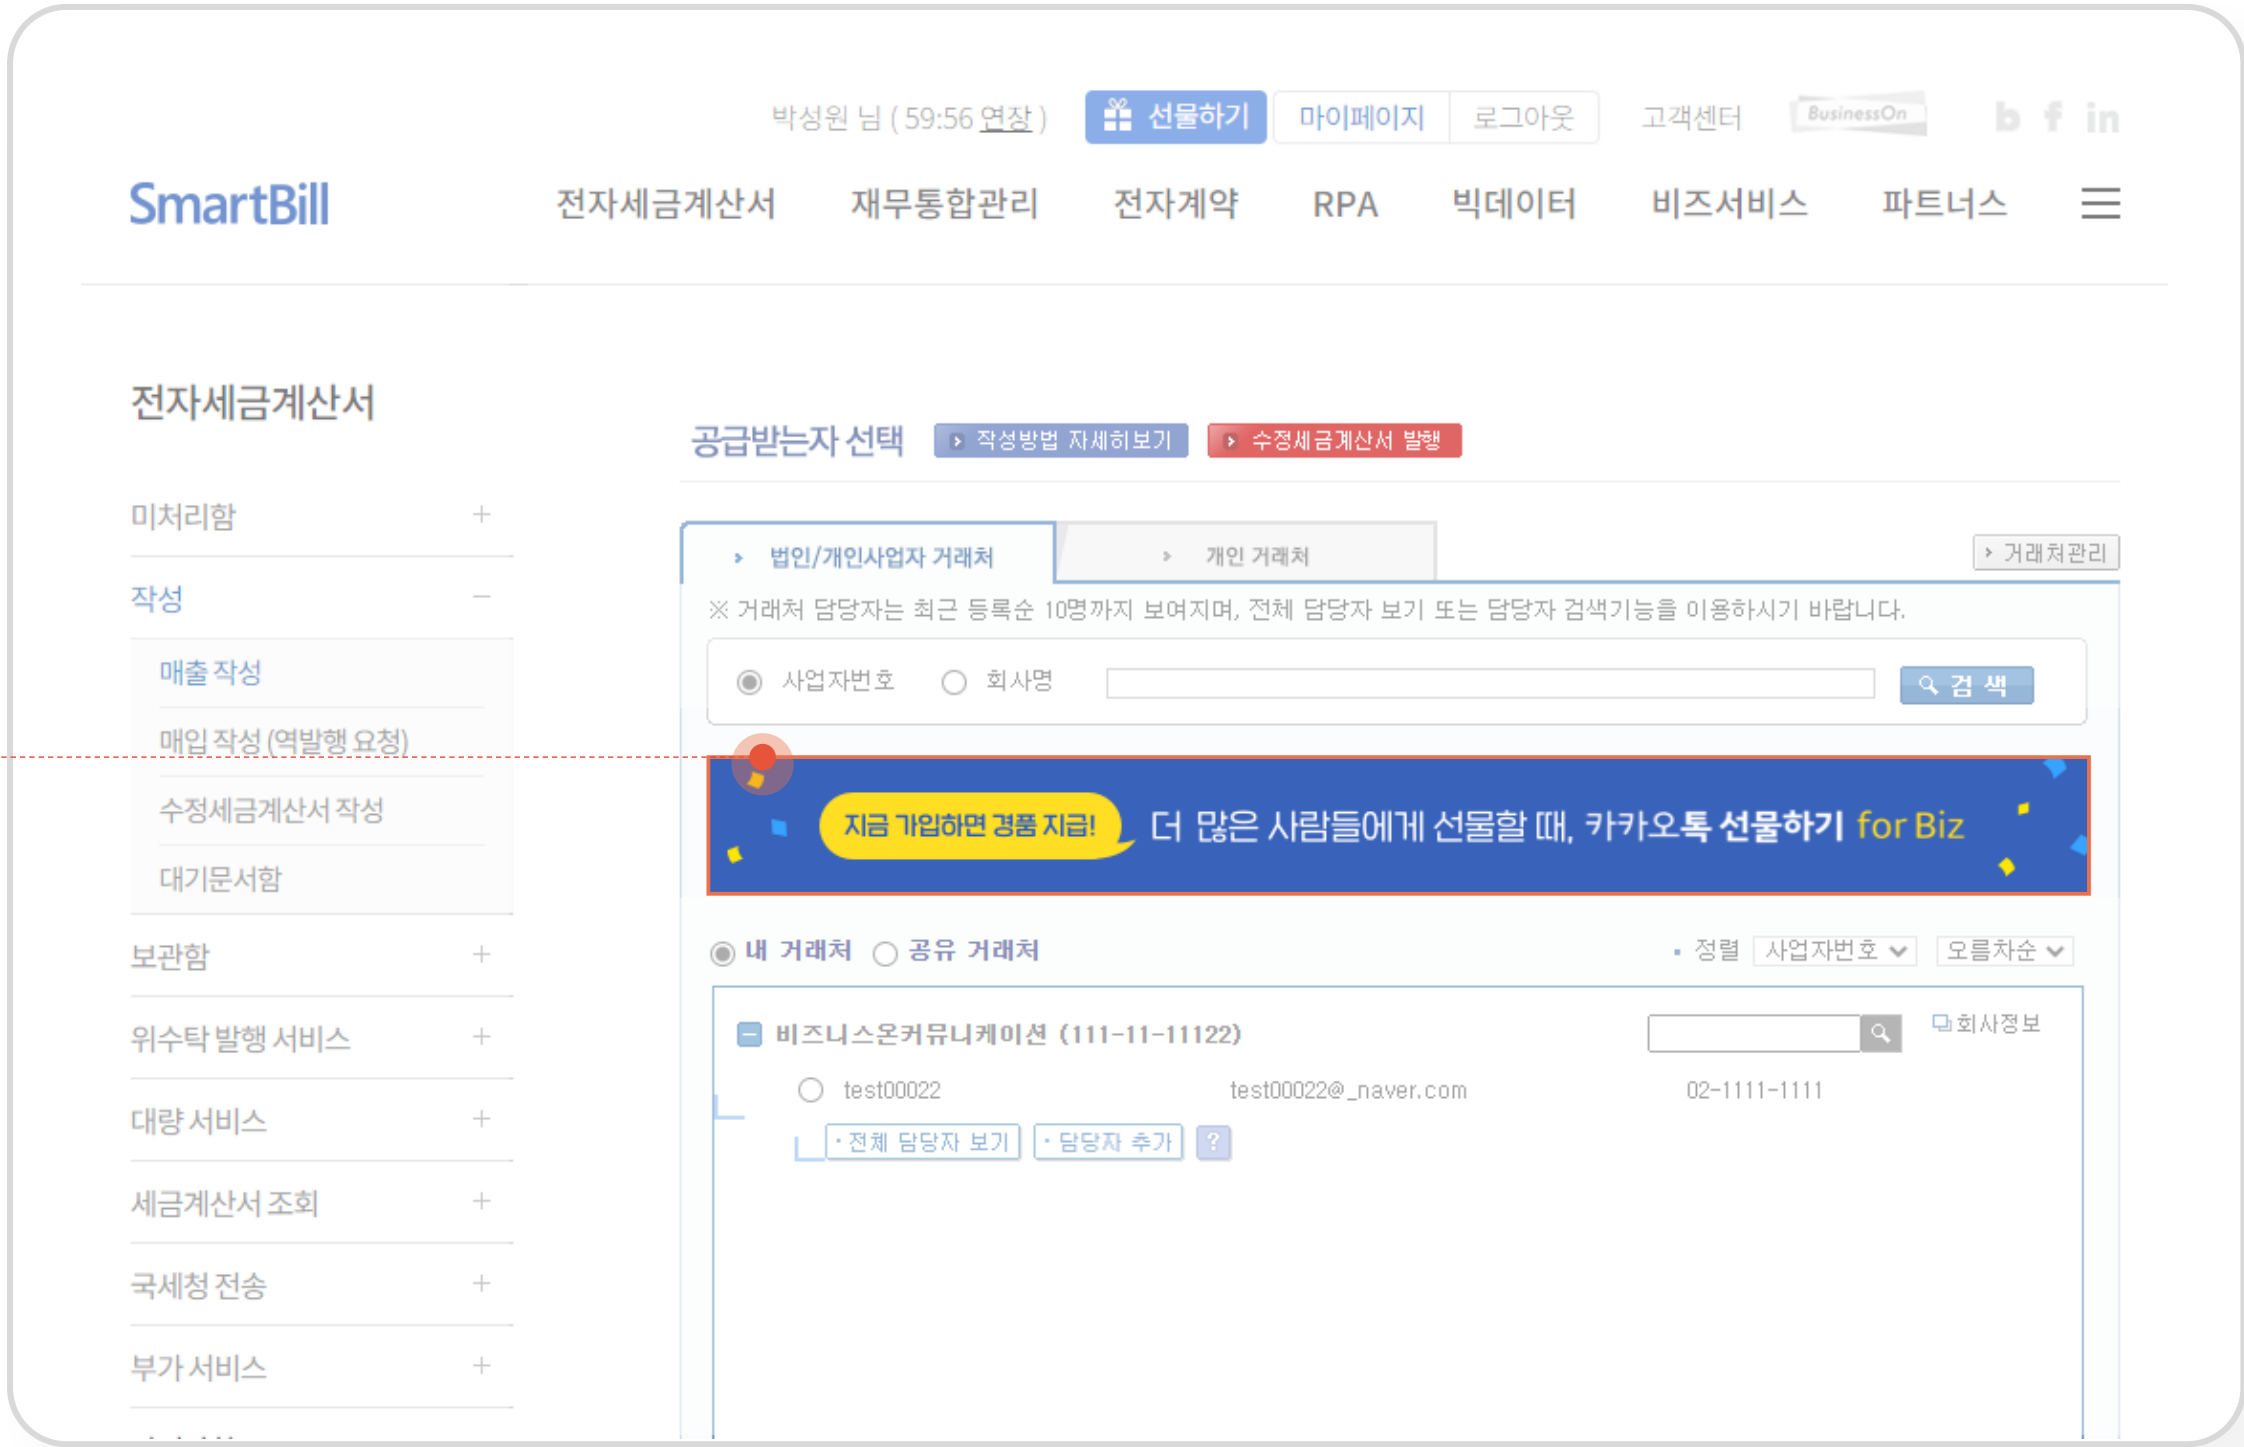 박성원 님 ( 59:56 연장 ) 선물하기 마이페이지 로그아웃 고객센터 BusinessOn b f in
SmartBill 전자세금계산서 재무통합관리 전자계약 RPA 빅데이터 비즈서비스 파트너스
전자세금계산서
미처리함
작성
매출 작성
매입 작성 (역발행 요청)
수정세금계산서 작성
대기문서함
보관함
위수탁 발행 서비스
대량 서비스
세금계산서 조회
국세청 전송
부가 서비스
공급받는자 선택 작성방법 자세히보기 수정세금계산서 발행
법인/개인사업자 거래처 개인 거래처 거래처관리
※ 거래처 담당자는 최근 등록순 10명까지 보여지며, 전체 담당자 보기 또는 담당자 검색기능을 이용하시기 바랍니다.
사업자번호 회사명 검 색
지금 가입하면 경품 지급! 더 많은 사람들에게 선물할 때, 카카오톡 선물하기 for Biz
내 거래처 공유 거래처 정렬 사업자번호 오름차순
비즈니스온커뮤니케이션 (111-11-11122) 회사정보
test00022 test00022@_naver.com 02-1111-1111
전체 담당자 보기 담당자 추가 ?